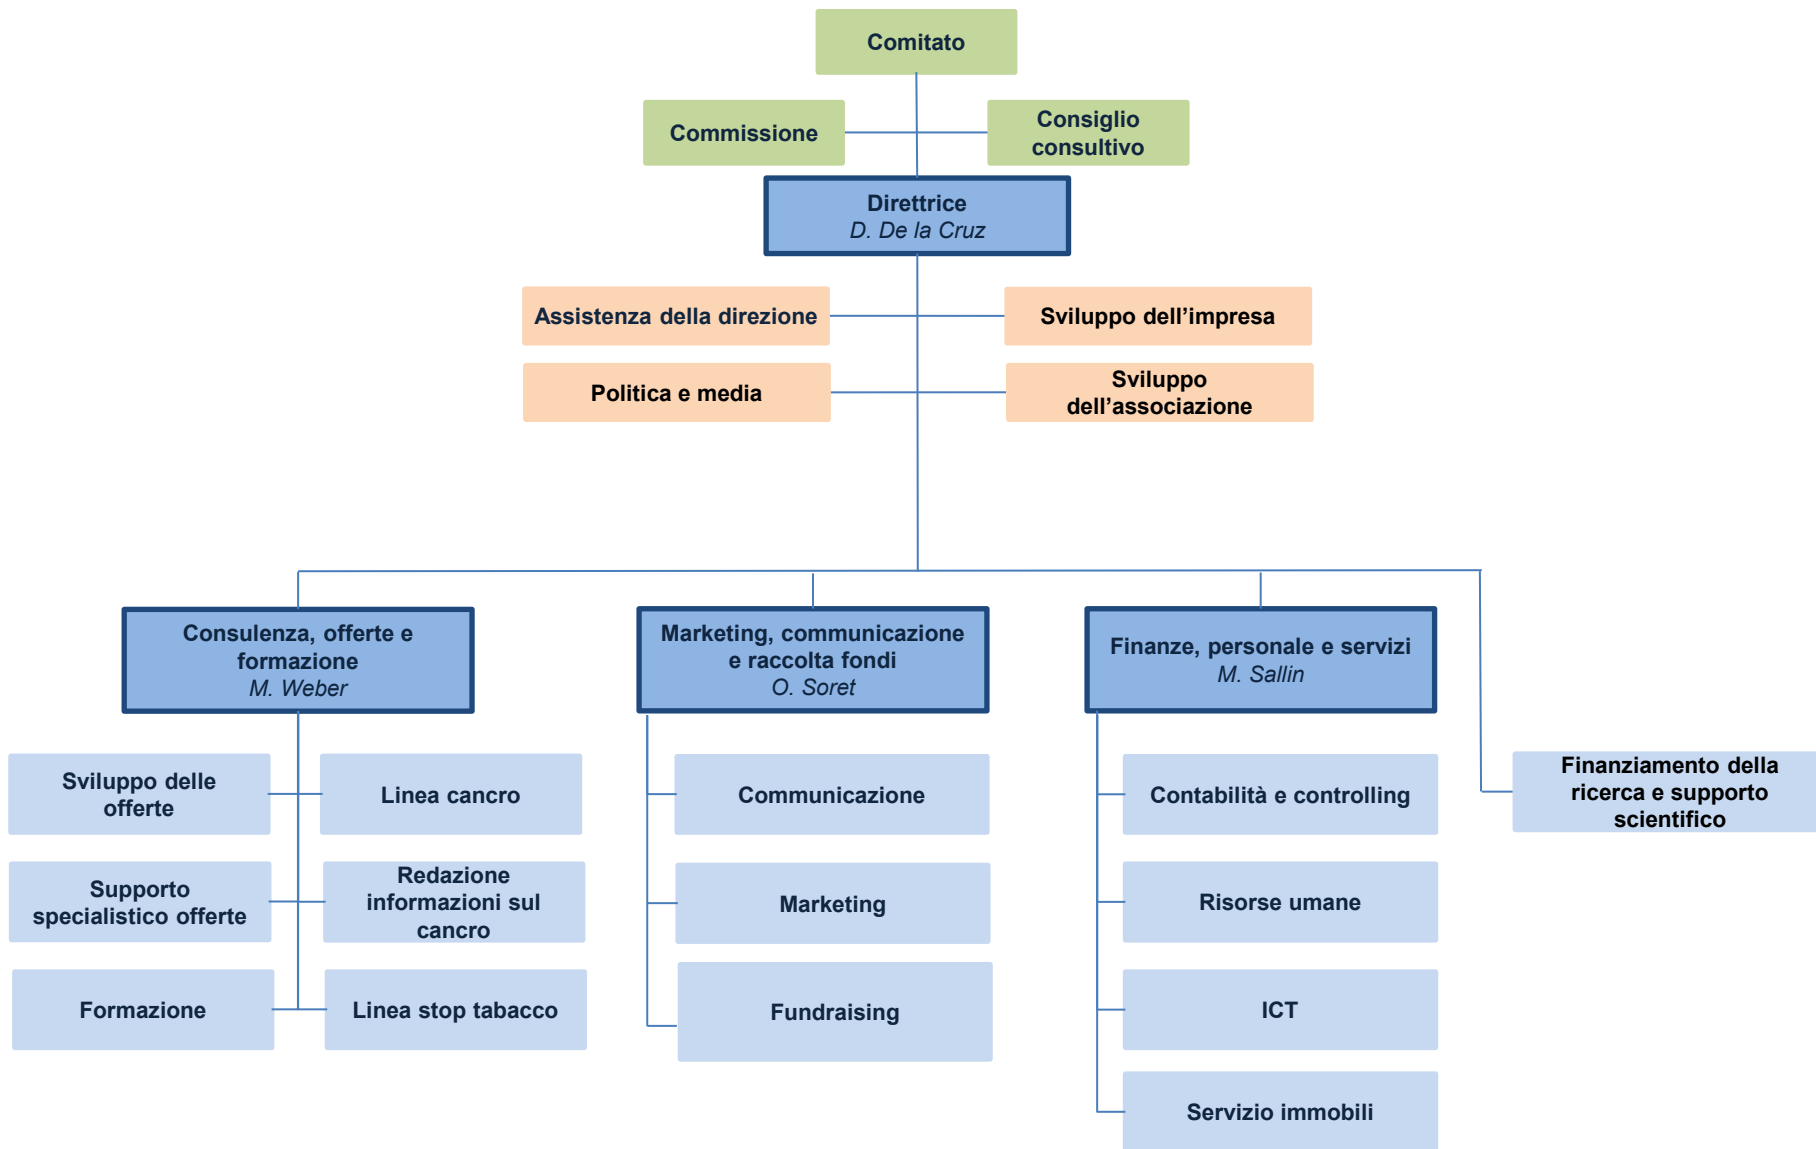 Comitato
Commissione
Consiglio
consultivo
Direttrice
D. De la Cruz
Assistenza della direzione
Sviluppo dell’impresa
Politica e media
Sviluppo
dell’associazione
Consulenza, offerte e
formazione
M. Weber
Marketing, communicazione
e raccolta fondi
O. Soret
Finanze, personale e servizi
M. Sallin
Sviluppo delle
offerte
Linea cancro
Communicazione
Contabilità e controlling
Finanziamento della
ricerca e supporto
scientifico
Supporto
specialistico offerte
Redazione
informazioni sul
cancro
Marketing
Risorse umane
Formazione
Linea stop tabacco
Fundraising
ICT
Servizio immobili